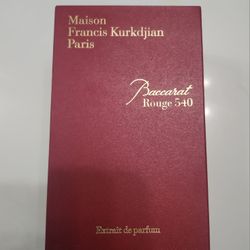 Maison
Francis Kurkdjian
Paris
Baccarat
Rouge 540
Extrait de parfum